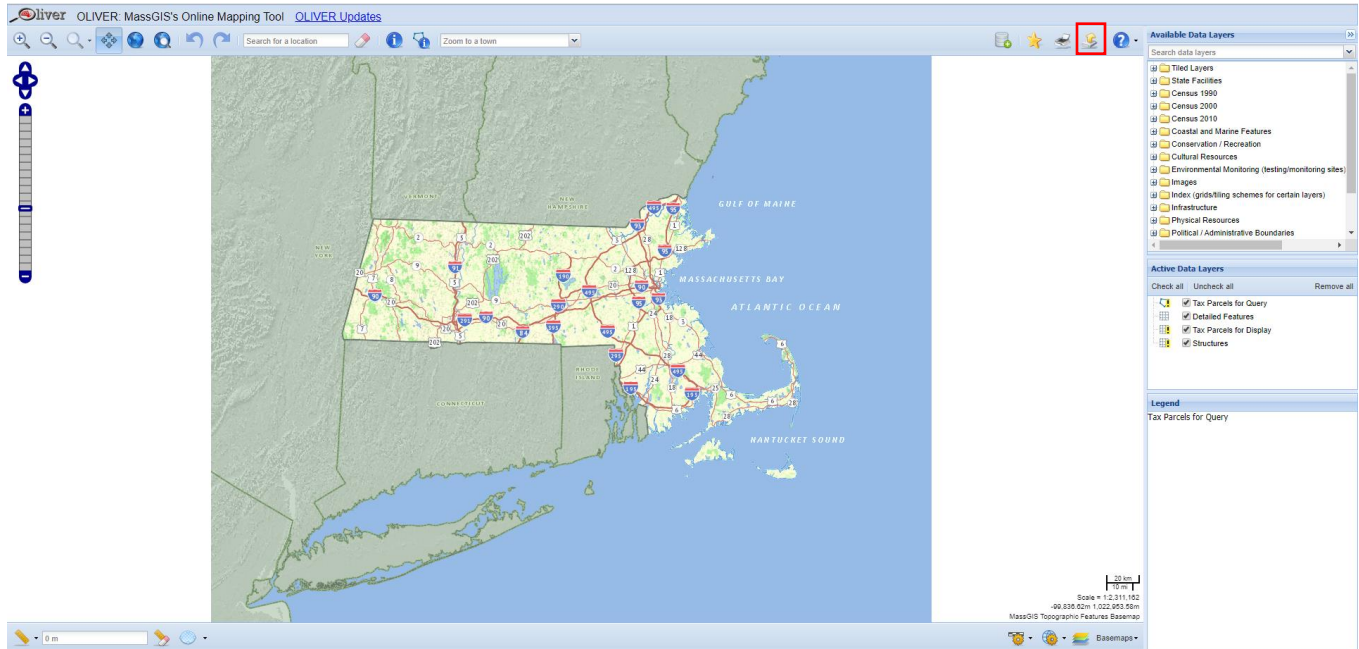 Oliver OLIVER: MassGIS's Online Mapping Tool OLIVER Updates
Search for a location
Zoom to a town
Available Data Layers
Search data layers
Tiled Layers
State Facilities
Census 1990
Census 2000
Census 2010
Coastal and Marine Features
Conservation / Recreation
Cultural Resources
Environmental Monitoring (testing/monitoring sites)
Images
Index (grids/tiling schemes for certain layers)
Infrastructure
Physical Resources
Political / Administrative Boundaries
Active Data Layers
Check all Uncheck all Remove all
Tax Parcels for Query
Detailed Features
Tax Parcels for Display
Structures
Legend
Tax Parcels for Query
VERMONT
NEW HAMPSHIRE
GULF OF MAINE
NEW YORK
MASSACHUSETTS BAY
ATLANTIC OCEAN
RHODE ISLAND
CONNECTICUT
NANTUCKET SOUND
20 km
10 mi
Scale = 1:2,311,162
-99,836.62m 1,022,953.58m
MassGIS Topographic Features Basemap
0 m
Basemaps